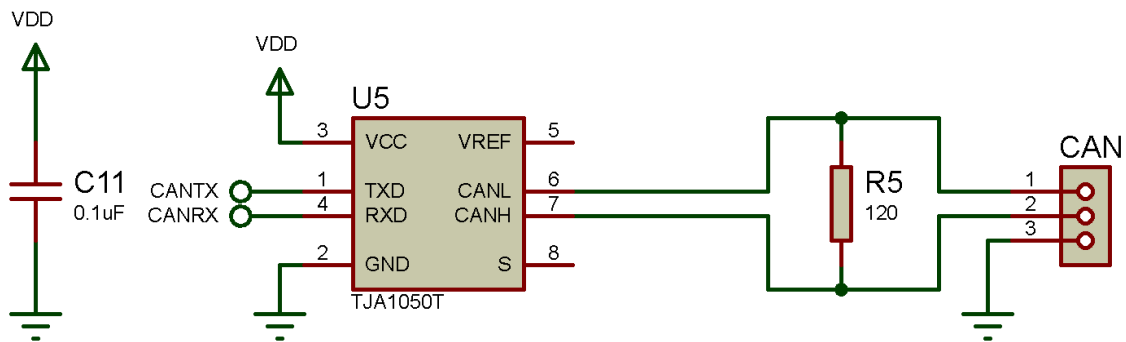 VDD
VDD
U5
3 VCC VREF 5
CAN
C11
0.1uF
CANTX 1 TXD CANL 6
CANRX 4 RXD CANH 7
R5
120
1
2
3
2 GND S 8
TJA1050T